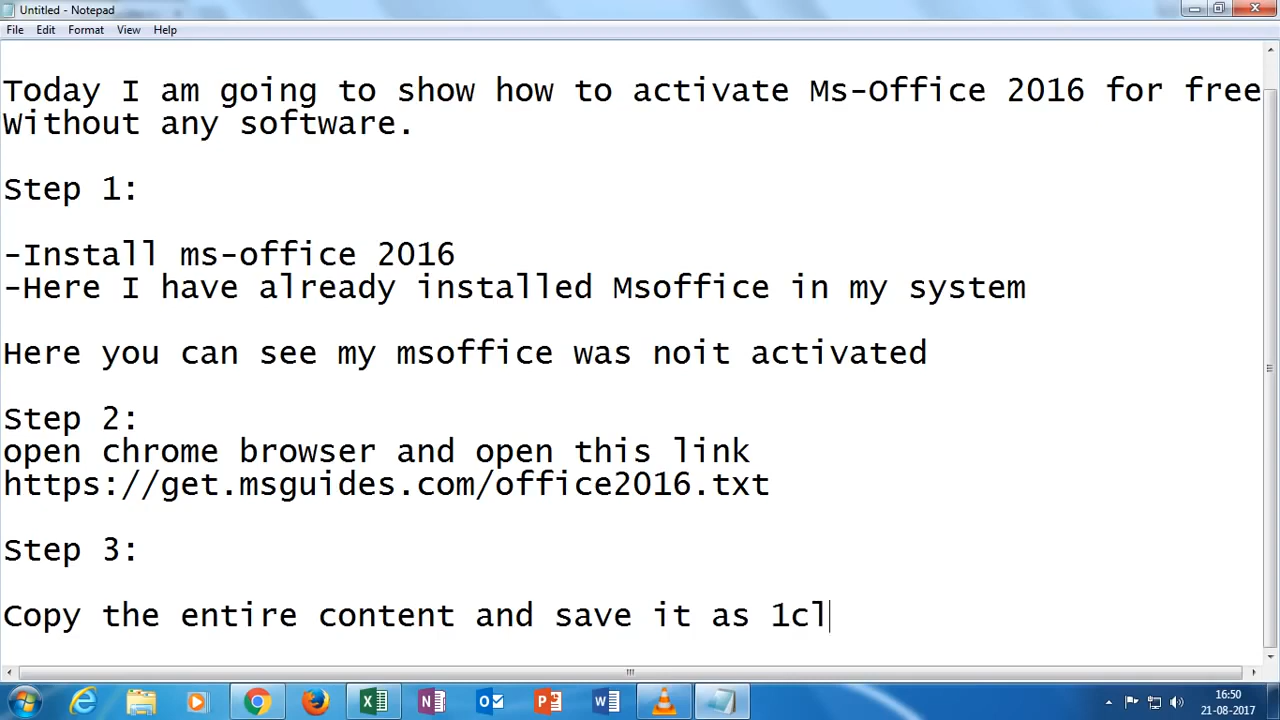 Untitled - Notepad
File Edit Format View Help
Today I am going to show how to activate Ms-Office 2016 for free
Without any software.
Step 1:
-Install ms-office 2016
-Here I have already installed Msoffice in my system
Here you can see my msoffice was noit activated
Step 2:
open chrome browser and open this link
https://get.msguides.com/office2016.txt
Step 3:
Copy the entire content and save it as 1cl
16:50
21-08-2017